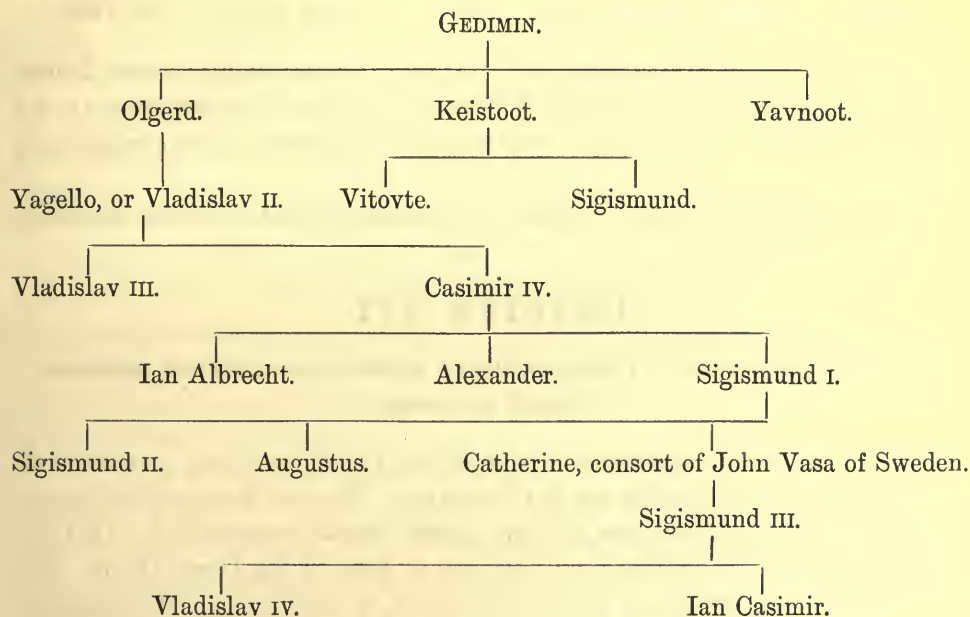 GEDIMIN.
Olgerd. Keistoot. Yavnoot.
Yagello, or Vladislav II. Vitovte. Sigismund.
Vladislav III. Casimir IV.
Ian Albrecht. Alexander. Sigismund I.
Sigismund II. Augustus. Catherine, consort of John Vasa of Sweden.
Sigismund III.
Vladislav IV. Ian Casimir.